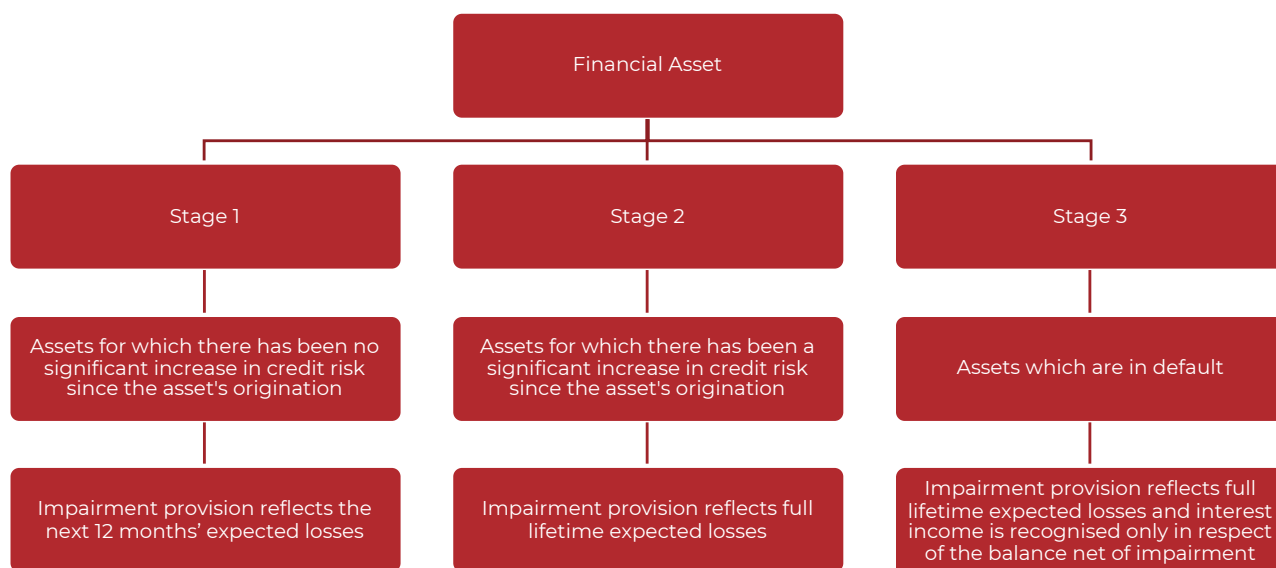 Financial Asset
Stage 1
Stage 2
Stage 3
Assets for which there has been no
significant increase in credit risk
since the asset's origination
Assets for which there has been a
significant increase in credit risk
since the asset's origination
Assets which are in default
Impairment provision reflects the
next 12 months’ expected losses
Impairment provision reflects full
lifetime expected losses
Impairment provision reflects full
lifetime expected losses and interest
income is recognised only in respect
of the balance net of impairment